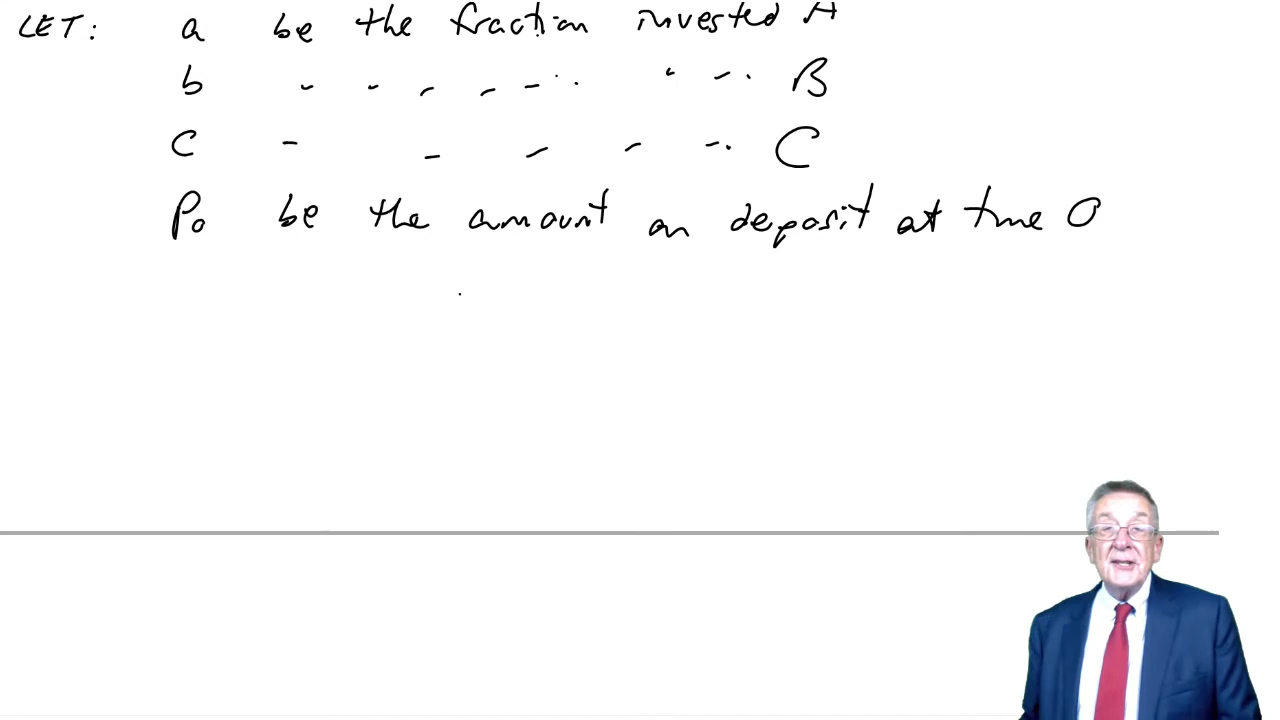 LET: a be the fraction invested A
b - - - - - . . - - . B
c - - - - - . C
P0 be the amount on deposit at time 0